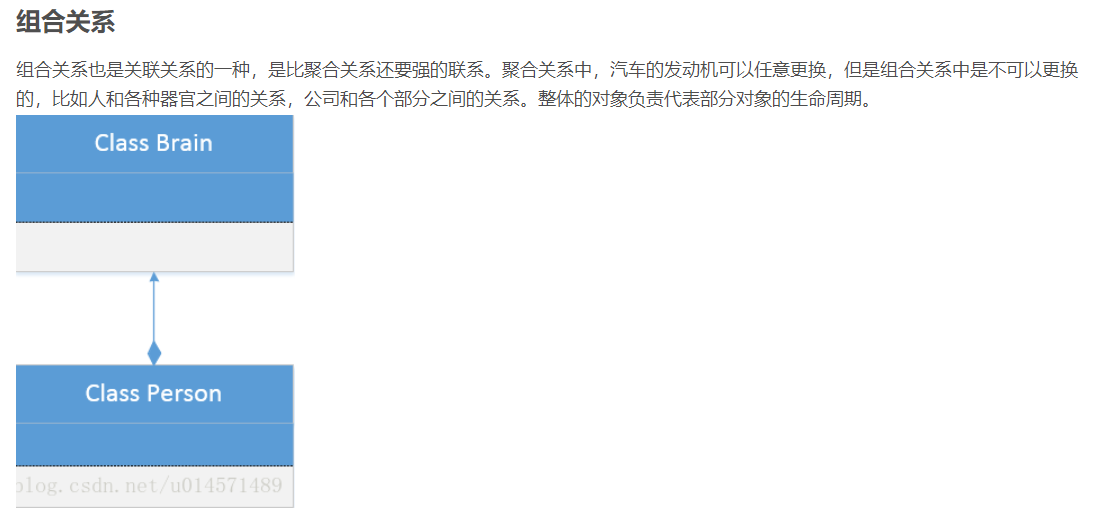 组合关系
组合关系也是关联关系的一种，是比聚合关系还要强的联系。聚合关系中，汽车的发动机可以任意更换，但是组合关系中是不可以更换
的，比如人和各种器官之间的关系，公司和各个部分之间的关系。整体的对象负责代表部分对象的生命周期。
Class Brain
Class Person
blog.csdn.net/u014571489